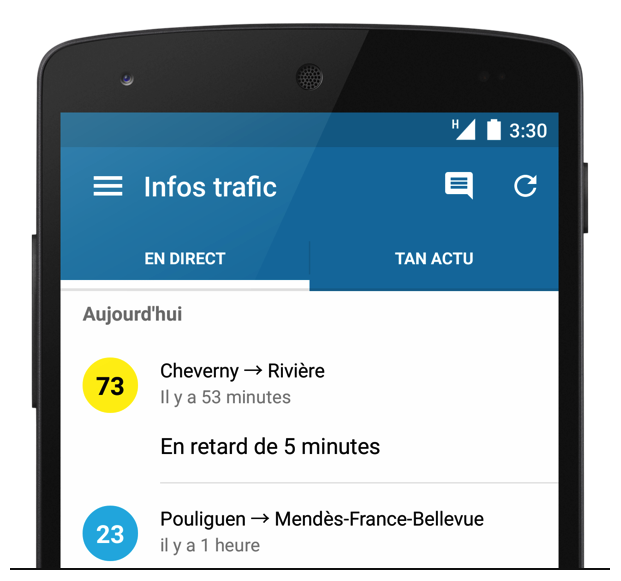 H 3:30
Infos trafic
EN DIRECT TAN ACTU
Aujourd'hui
73 Cheverny → Rivière
Il y a 53 minutes
En retard de 5 minutes
23 Pouliguen → Mendès-France-Bellevue
il y a 1 heure